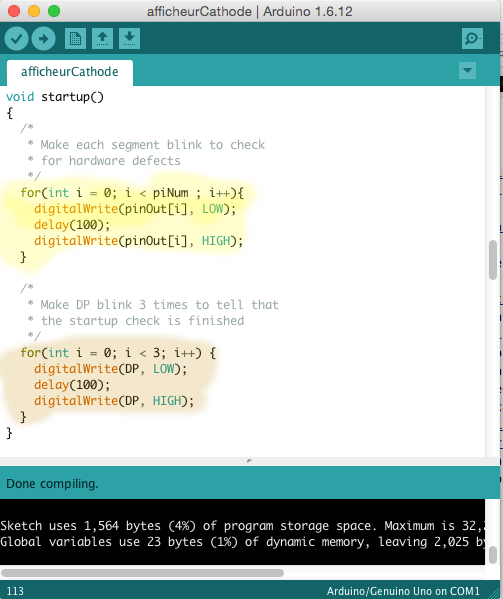 afficheurCathode | Arduino 1.6.12
afficheurCathode
void startup()
{
/*
* Make each segment blink to check
* for hardware defects
*/
for(int i = 0; i < piNum ; i++){
digitalWrite(pinOut[i], LOW);
delay(100);
digitalWrite(pinOut[i], HIGH);
}
/*
* Make DP blink 3 times to tell that
* the startup check is finished
*/
for(int i = 0; i < 3; i++) {
digitalWrite(DP, LOW);
delay(100);
digitalWrite(DP, HIGH);
}
}
Done compiling.
Sketch uses 1,564 bytes (4%) of program storage space. Maximum is 32,
Global variables use 23 bytes (1%) of dynamic memory, leaving 2,025 by
113
Arduino/Genuino Uno on COM1